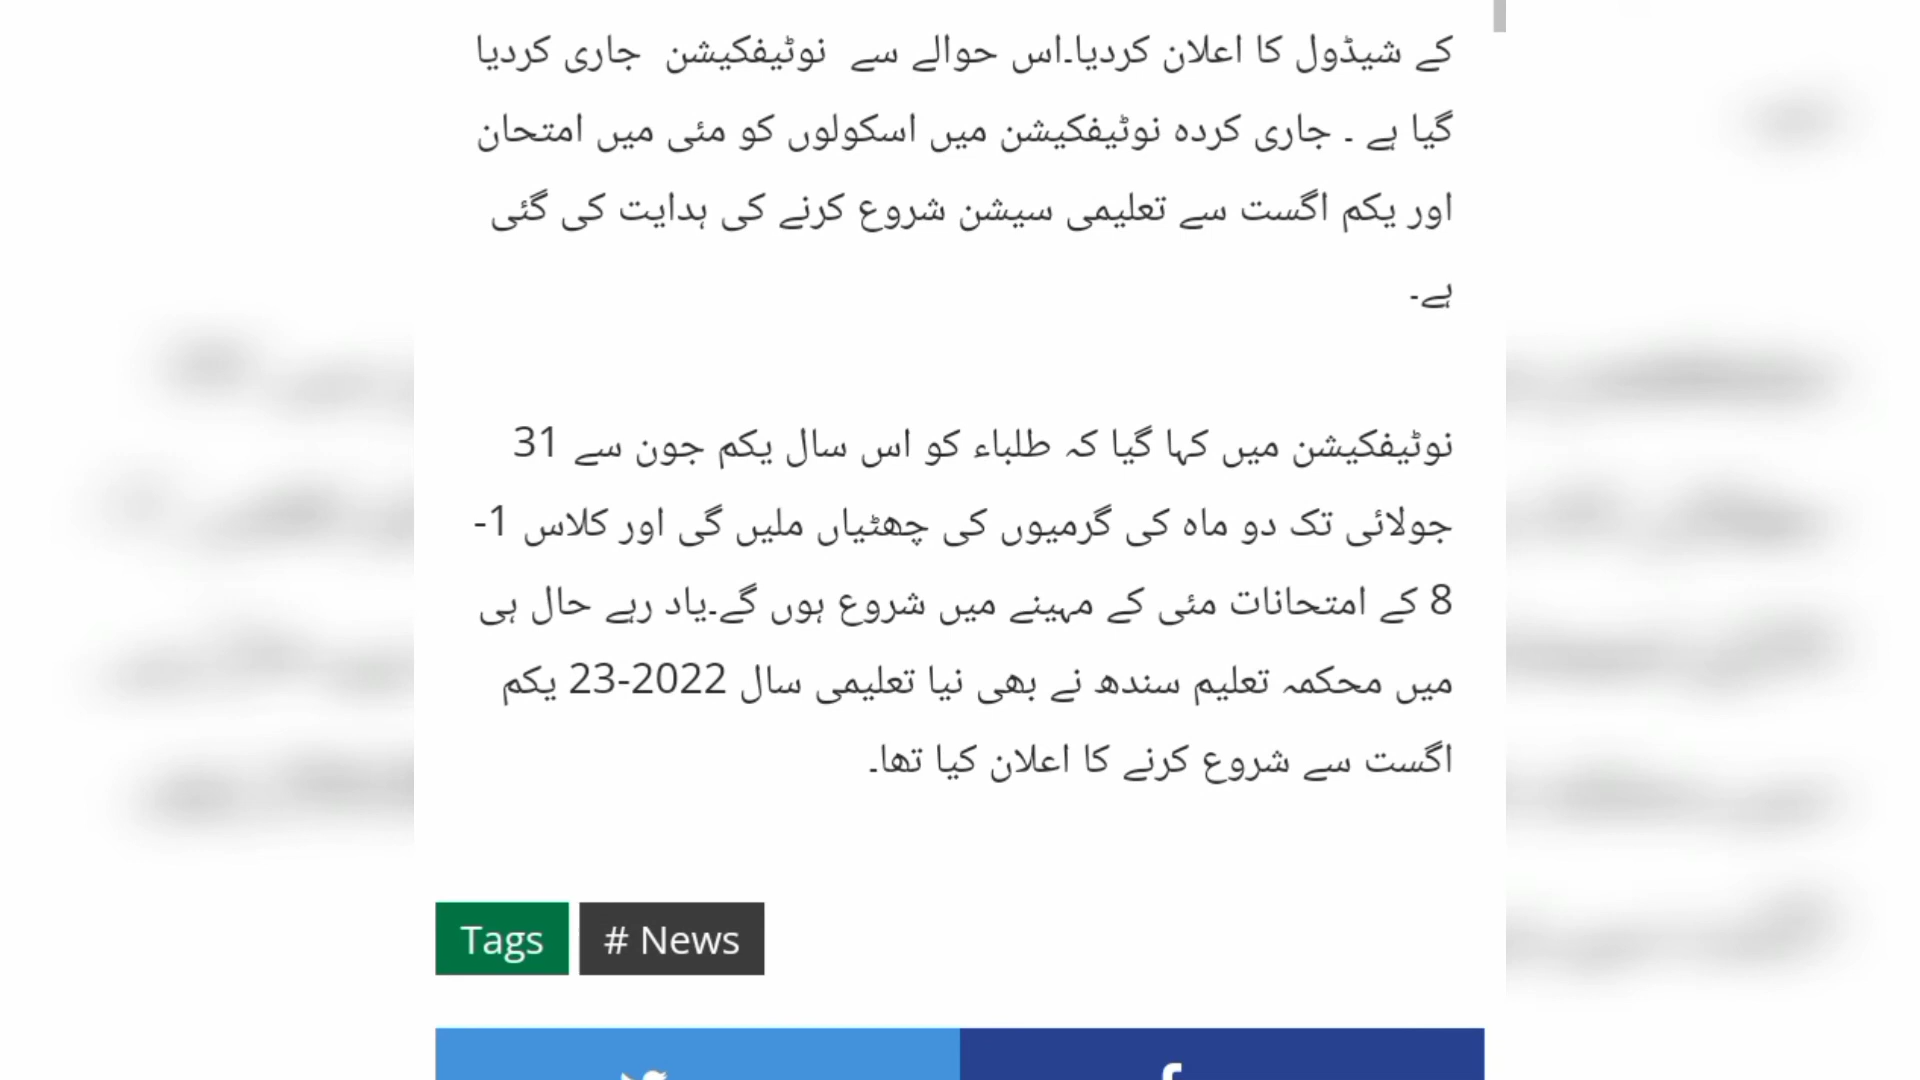 کے شیڈول کا اعلان کردیا۔اس حوالے سے نوٹیفکیشن جاری کردیا
گیا ہے ۔ جاری کردہ نوٹیفکیشن میں اسکولوں کو مئی میں امتحان
اور یکم اگست سے تعلیمی سیشن شروع کرنے کی ہدایت کی گئی
ہے۔
نوٹیفکیشن میں کہا گیا کہ طلباء کو اس سال یکم جون سے 31
جولائی تک دو ماہ کی گرمیوں کی چھٹیاں ملیں گی اور کلاس 1-
8 کے امتحانات مئی کے مہینے میں شروع ہوں گے۔یاد رہے حال ہی
میں محکمہ تعلیم سندھ نے بھی نیا تعلیمی سال 2022-23 یکم
اگست سے شروع کرنے کا اعلان کیا تھا۔
Tags # News